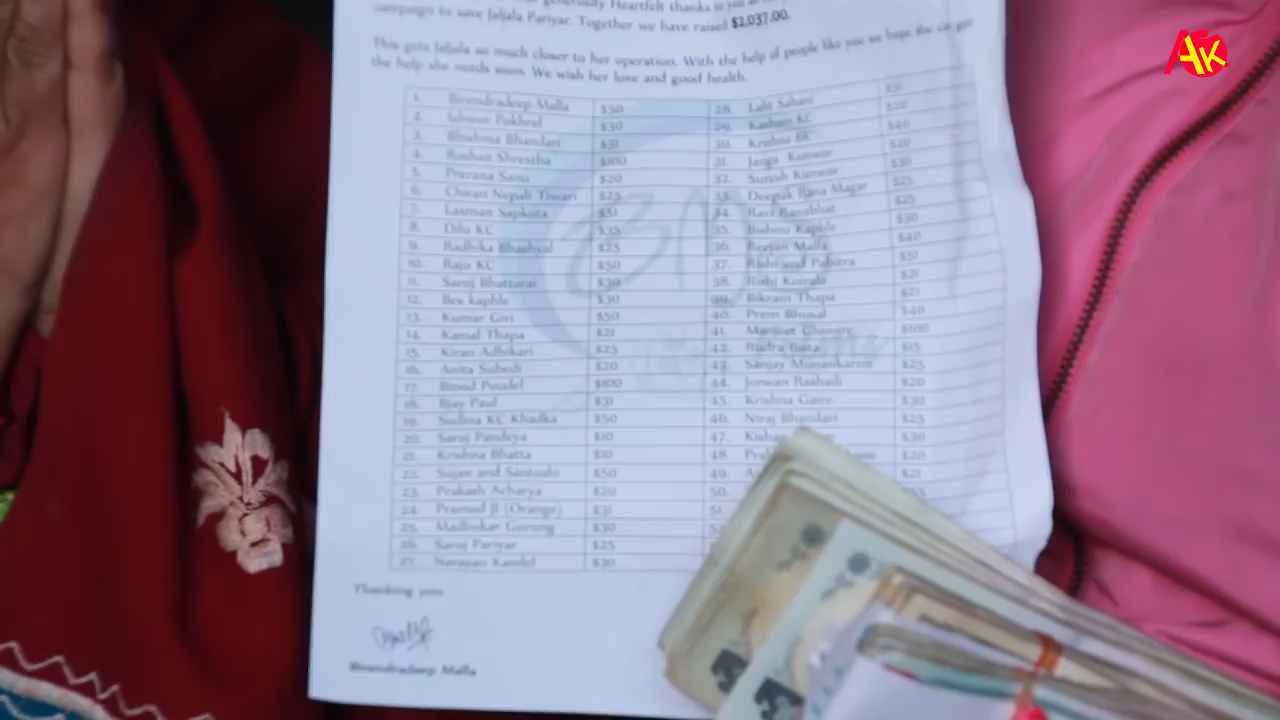 AK
Heartfelt thanks
campaign to save Jaljala Pariyar. Together we have raised $2,037.00.
This gets Jaljala so much closer to her operation. With the help of people like you we hope she can get
the help she needs soon. We wish her love and good health.
1. Birendradeep Malla $50
2. Ishwor Pokhrel $30
3. Bhishma Bhandari $31
4. Roshan Shrestha $100
5. Prerana $20
6. Chiran Nepali Tiwari $25
7. Laxman Sapkota $51
8. Dilu KC $35
9. Radhika Bhushyal $25
10. Raju KC $50
11. Saroj Bhattarai $30
12. Bex kaphle $30
13. Kumar Giri $50
14. Kamal Thapa $21
15. Kiran Adhikari $25
16. Anita Subedi $20
17. Binod Poudel $100
18. Bjay Paul $31
19. Sushma KC Khadka $50
20. Saroj Pandeya $10
21. Krishna Bhatta $10
22. Sujan and Santoshi $50
23. Prakash Acharya $20
24. Pramod JI (Orange) $31
25. Madhukar Gurung $30
26. Saroj Pariyar $25
27. Narayan Kandel $30
28. Lalit Sahani $51
29. KC $20
30. Krishna BK $40
31. Janga Kunwor $20
32. Suresh Kunwor $30
33. Deepak Rana Magar $25
34. Ravi Ranabhat $25
35. Bishnu Kaphle $30
36. Malla $40
37. Rishi and Pabitra $51
38. Rishi Koirala $21
39. Bikram Thapa $21
40. Prem Bhusal $40
41. Manjeet Ghimire $100
42. Rudra $15
43. Sanjay Munankarmi $25
44. Jeewan Rashaili $20
45. Krishna Gaire $30
46. Niraj Bhandari $25
47. $30
48. $20
49. $21
50.
51.
Thanking you
Birendradeep Malla